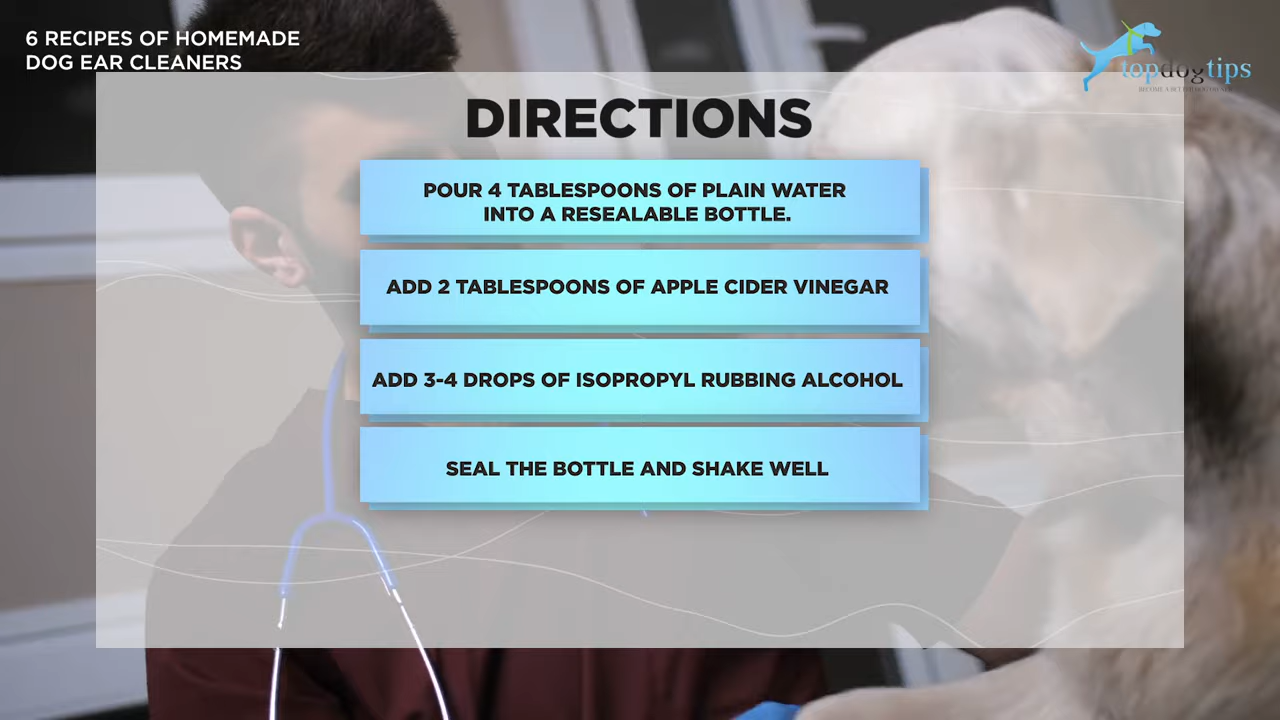 6 RECIPES OF HOMEMADE
DOG EAR CLEANERS
topdogtips
DIRECTIONS
POUR 4 TABLESPOONS OF PLAIN WATER
INTO A RESEALABLE BOTTLE.
ADD 2 TABLESPOONS OF APPLE CIDER VINEGAR
ADD 3-4 DROPS OF ISOPROPYL RUBBING ALCOHOL
SEAL THE BOTTLE AND SHAKE WELL